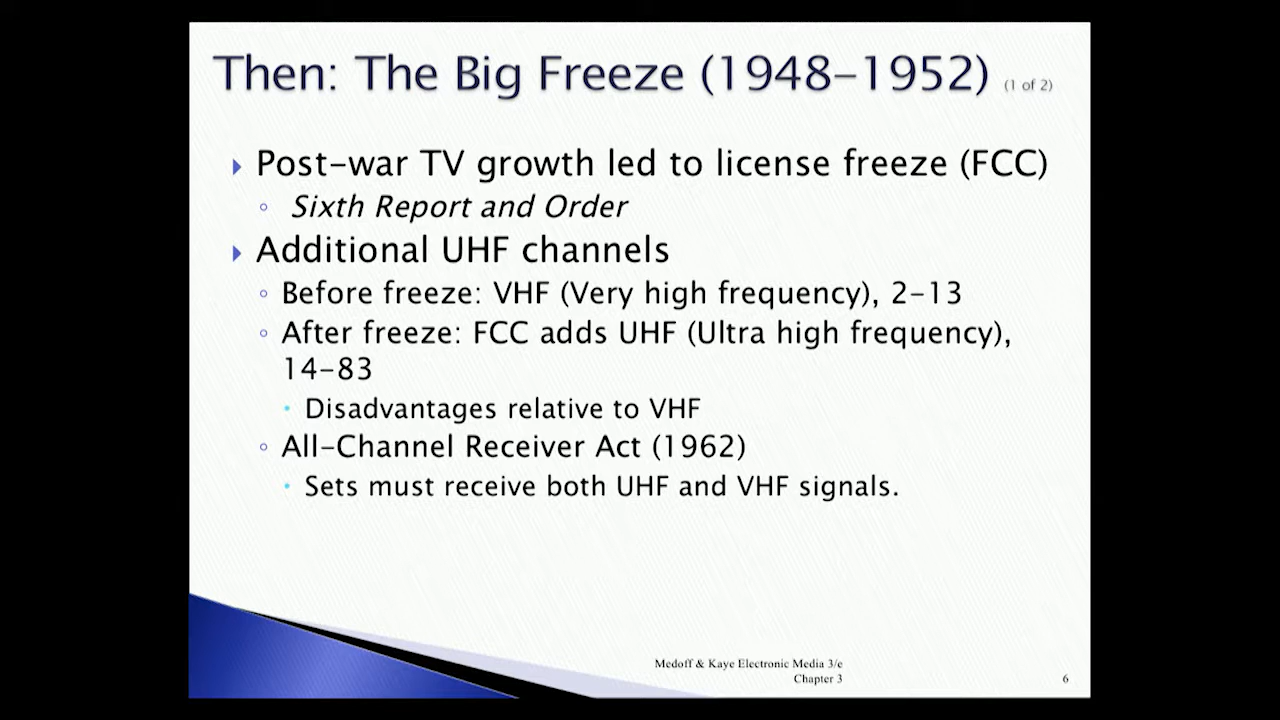 Then: The Big Freeze (1948–1952) (1 of 2)
Post-war TV growth led to license freeze (FCC)
Sixth Report and Order
Additional UHF channels
Before freeze: VHF (Very high frequency), 2–13
After freeze: FCC adds UHF (Ultra high frequency),
14–83
Disadvantages relative to VHF
All-Channel Receiver Act (1962)
Sets must receive both UHF and VHF signals.
Medoff & Kaye Electronic Media 3/e
Chapter 3
6